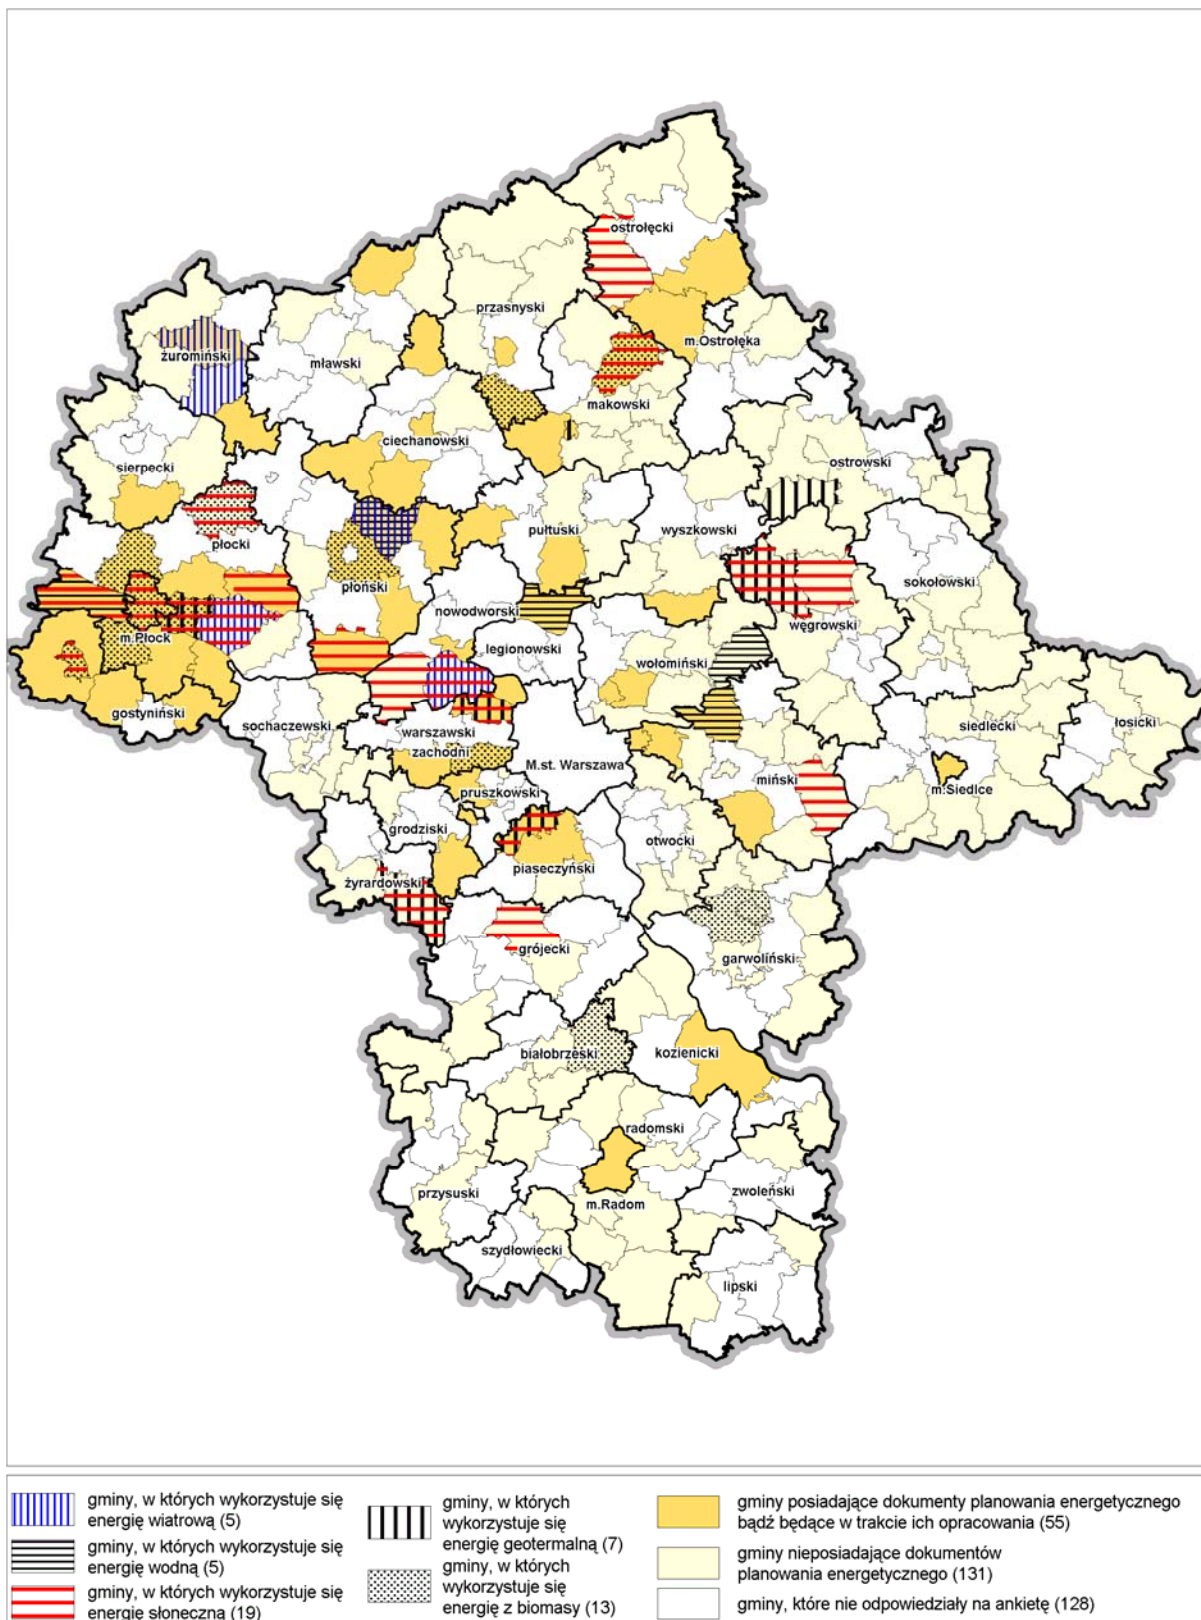 ostrołęcki
przasnyski
m.Ostrołęka
żuromiński
mławski
makowski
ciechanowski
sierpecki
ostrowski
płocki
pułtuski
wyszkowski
sokołowski
płoński
nowodworski
m.Płock
węgrowski
legionowski
wołomiński
gostyniński
sochaczewski
siedlecki
łosicki
warszawski
zachodni
M.st. Warszawa
miński
m.Siedlce
pruszkowski
grodziski
otwocki
piaseczyński
żyrardowski
grójecki
garwoliński
białobrzeski
kozienicki
radomski
przysuski
zwoleński
m.Radom
szydłowiecki
lipski
gminy, w których wykorzystuje się
energię wiatrową (5)
gminy, w których wykorzystuje się
energię wodną (5)
gminy, w których wykorzystuje się
energię słoneczną (19)
gminy, w których
wykorzystuje się
energię geotermalną (7)
gminy, w których
wykorzystuje się
energię z biomasy (13)
gminy posiadające dokumenty planowania energetycznego
bądź będące w trakcie ich opracowania (55)
gminy nieposiadające dokumentów
planowania energetycznego (131)
gminy, które nie odpowiedziały na ankietę (128)